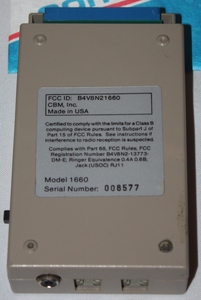 FCC ID: B4V8N21660
CBM, Inc.
Made in USA
Certified to comply with the limits for a Class B
computing device pursuant to Subpart J of
Part 15 of FCC Rules. See instructions if
interference to radio reception is suspected.
Complies with Part 68, FCC Rules, FCC
Registration Number B4V8N2-13773-
DM-E; Ringer Equivalence 0.4A 0.6B,
Jack (USOC) RJ11
Model 1660
Serial Number: 008577